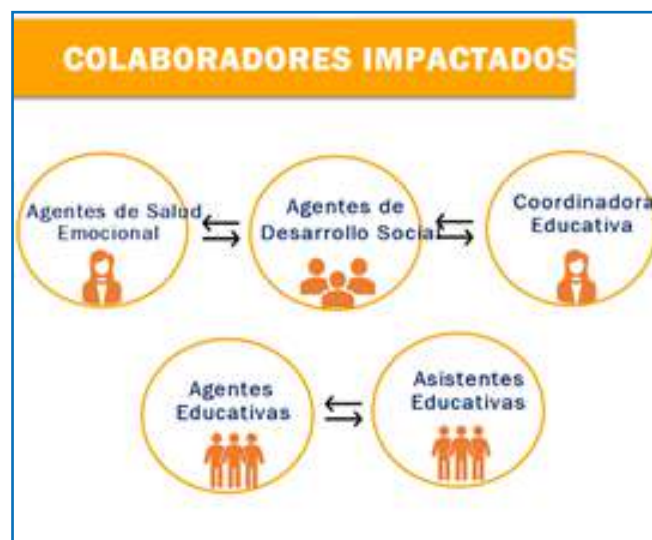 COLABORADORES IMPACTADOS
Agentes de Salud
Emocional
Agentes de
Desarrollo Social
Coordinadora
Educativa
Agentes
Educativas
Asistentes
Educativas